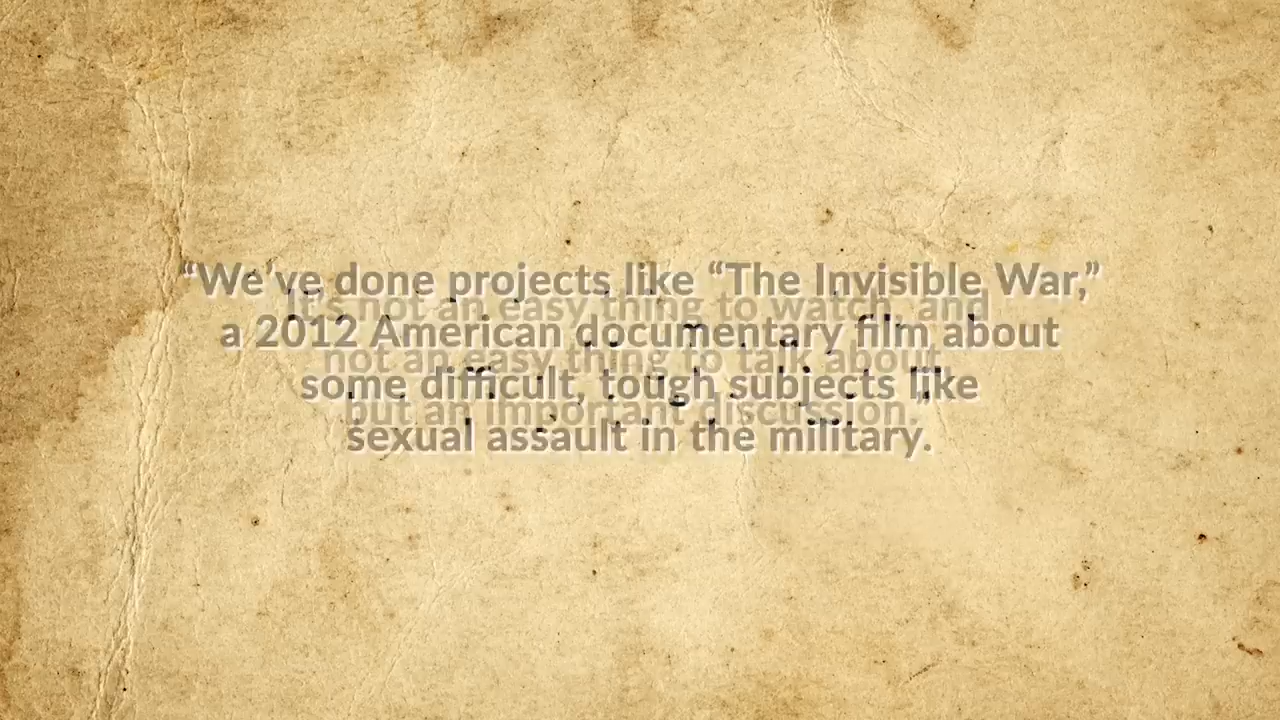 “We’ve done projects like “The Invisible War,”
a 2012 American documentary film about
some difficult, tough subjects like
sexual assault in the military.
It’s not an easy thing to watch, and
not an easy thing to talk about
but an important discussion.”